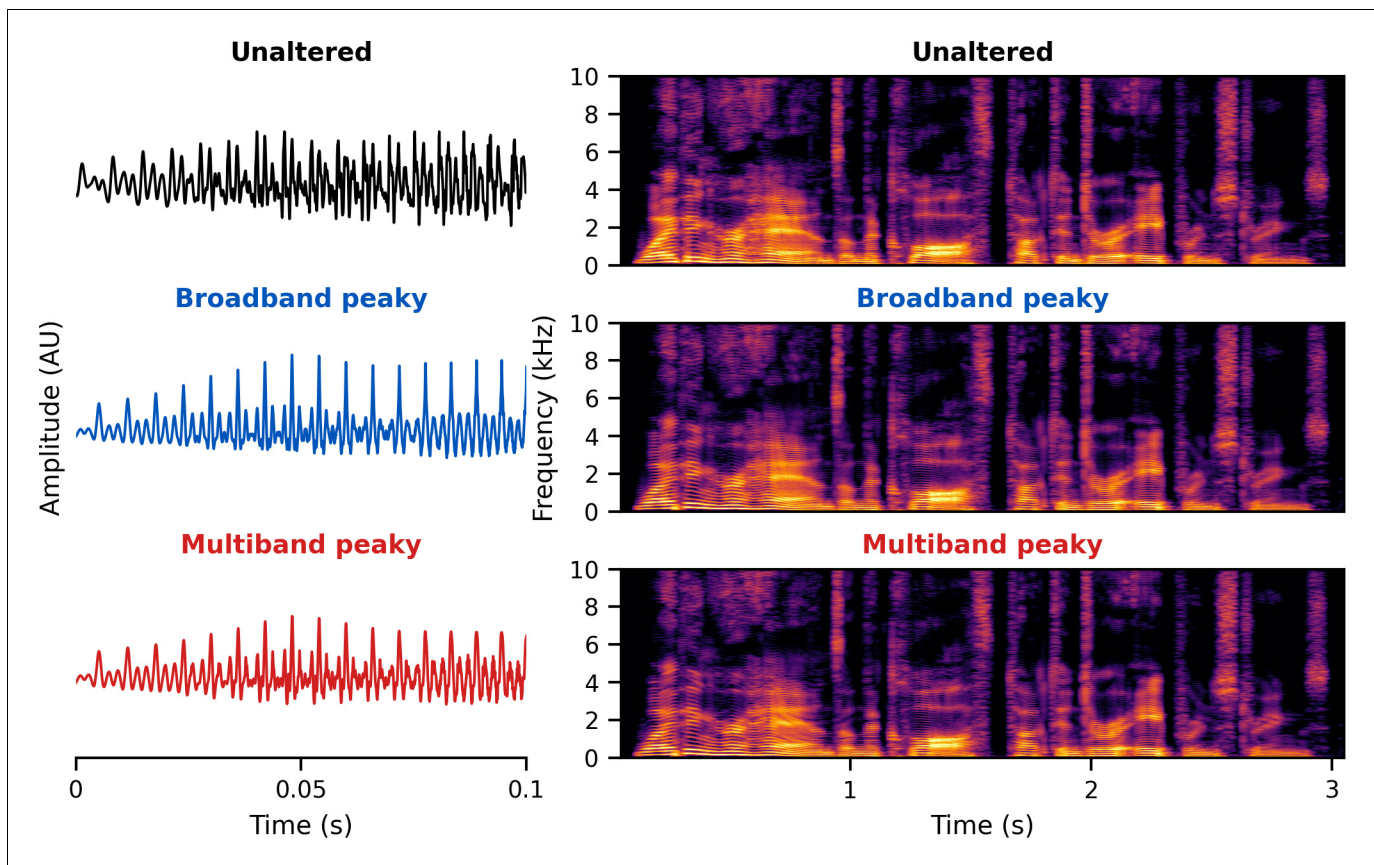 Unaltered
Broadband peaky
Multiband peaky
Amplitude (AU)
0
0.05
0.1
Time (s)
Unaltered
10
8
6
4
2
0
Broadband peaky
10
8
6
4
2
0
Multiband peaky
10
8
6
4
2
0
Frequency (kHz)
1
2
3
Time (s)